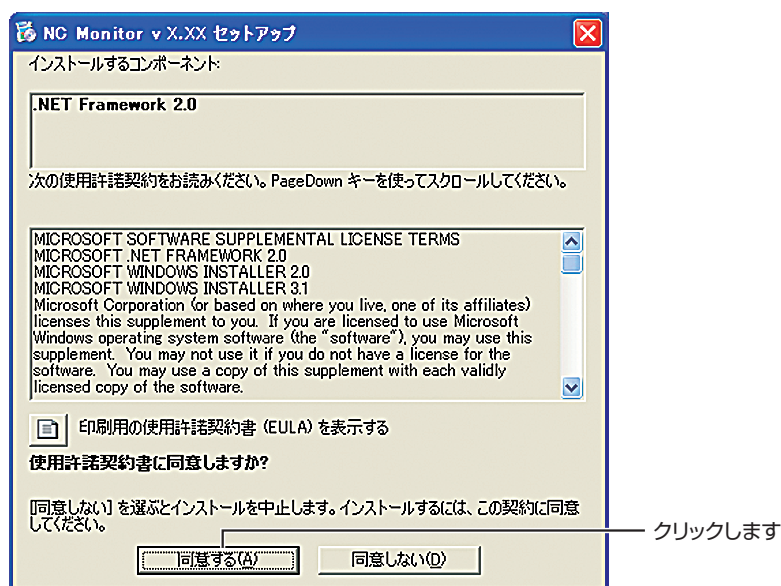 NC Monitor v X.XX セットアップ
インストールするコンポーネント:
.NET Framework 2.0
次の使用許諾契約をお読みください。PageDown キーを使ってスクロールしてください。
MICROSOFT SOFTWARE SUPPLEMENTAL LICENSE TERMS
MICROSOFT .NET FRAMEWORK 2.0
MICROSOFT WINDOWS INSTALLER 2.0
MICROSOFT WINDOWS INSTALLER 3.1
Microsoft Corporation (or based on where you live, one of its affiliates)
licenses this supplement to you. If you are licensed to use Microsoft
Windows operating system software (the "software"), you may use this
supplement. You may not use it if you do not have a license for the
software. You may use a copy of this supplement with each validly
licensed copy of the software.
印刷用の使用許諾契約書 (EULA) を表示する
使用許諾契約書に同意しますか?
[同意しない] を選ぶとインストールを中止します。インストールするには、この契約に同意
してください。
クリックします
同意する(A) 同意しない(D)